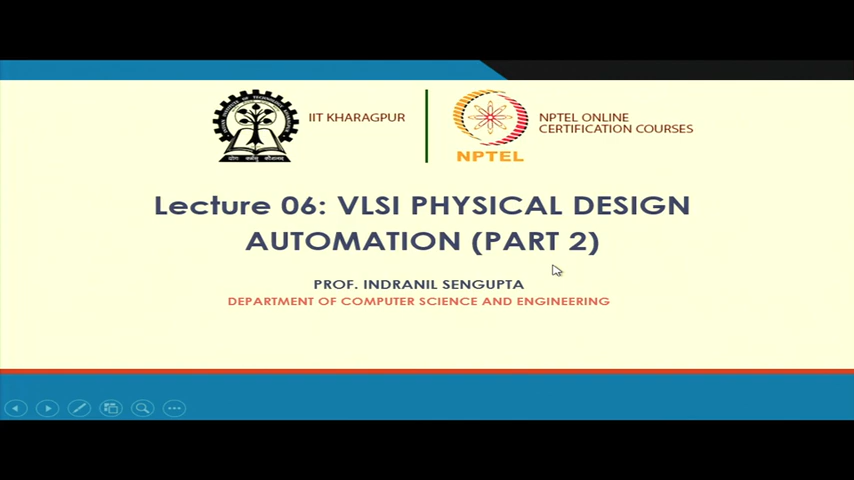 IIT KHARAGPUR
NPTEL ONLINE
CERTIFICATION COURSES
NPTEL
Lecture 06: VLSI PHYSICAL DESIGN
AUTOMATION (PART 2)
PROF. INDRANIL SENGUPTA
DEPARTMENT OF COMPUTER SCIENCE AND ENGINEERING